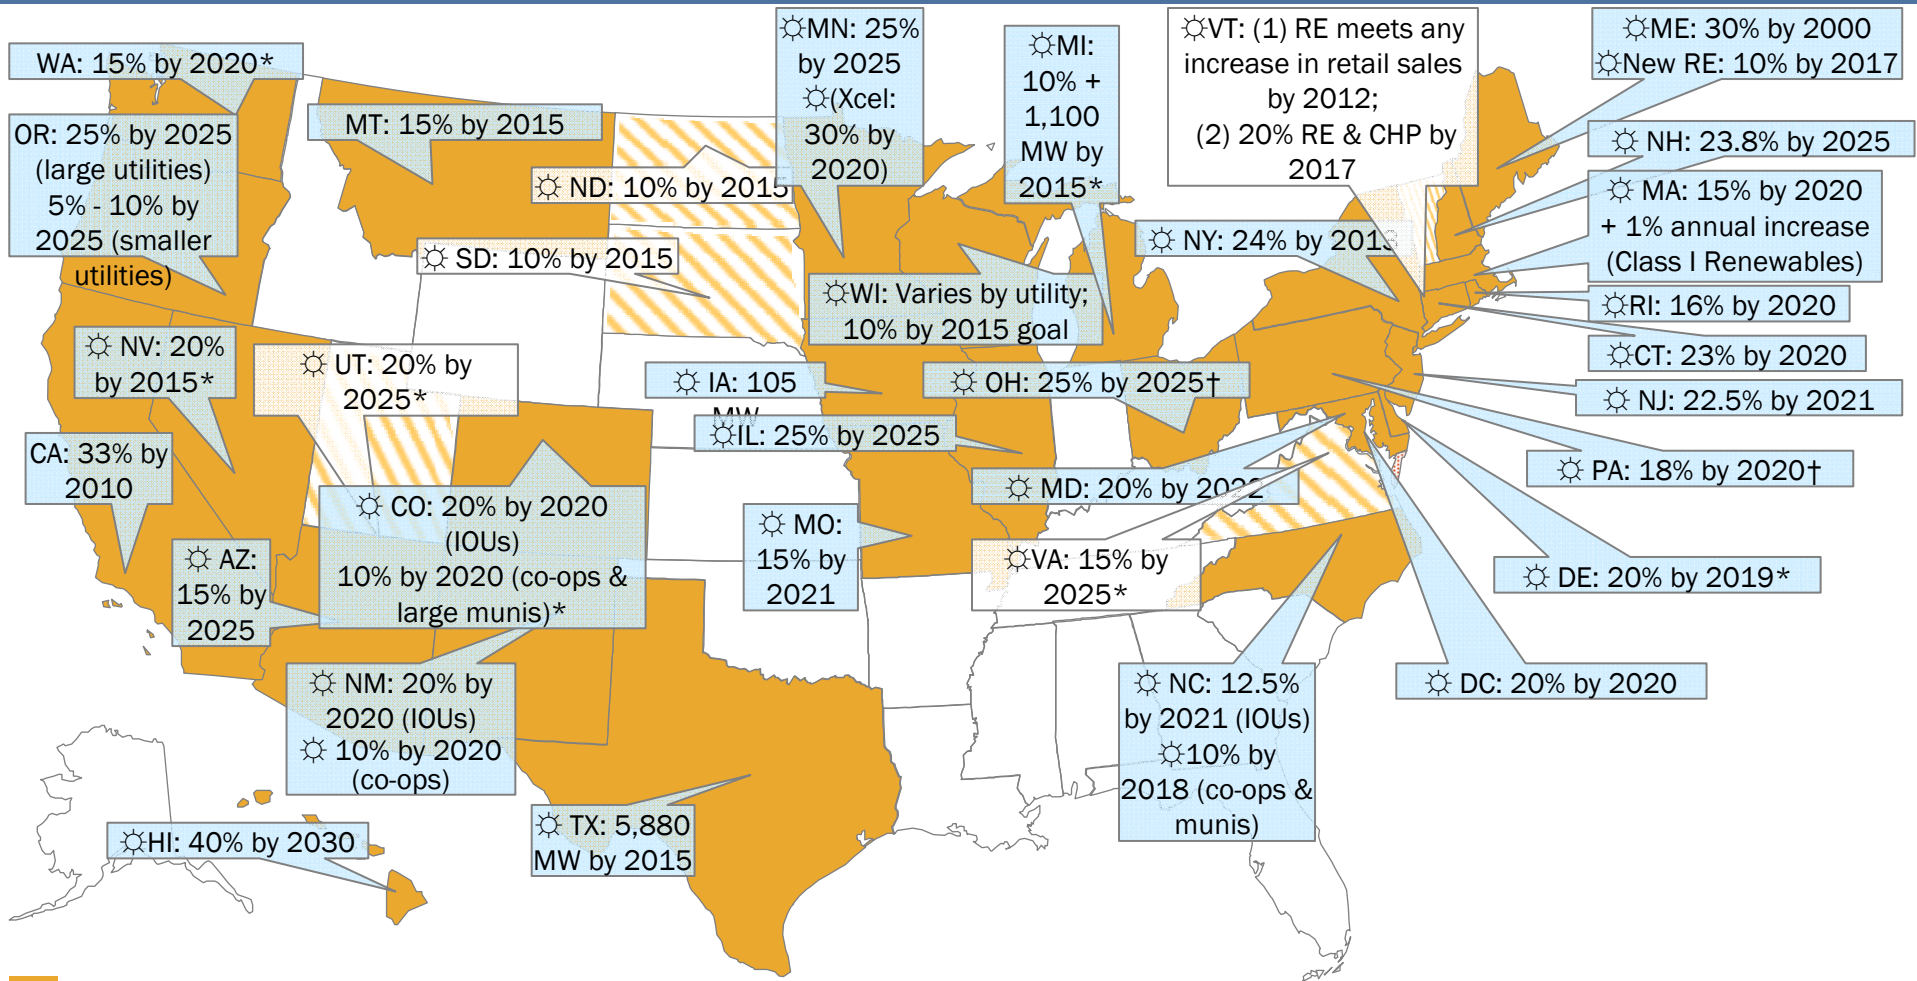 WA: 15% by 2020*
OR: 25% by 2025
(large utilities)
5% - 10% by
2025 (smaller
utilities)
MT: 15% by 2015
☼ ND: 10% by 2015
☼ SD: 10% by 2015
☼MN: 25%
by 2025
☼(Xcel:
30% by
2020)
☼MI:
10% +
1,100
MW by
2015*
☼VT: (1) RE meets any
increase in retail sales
by 2012;
(2) 20% RE & CHP by
2017
☼ME: 30% by 2000
☼New RE: 10% by 2017
☼ NH: 23.8% by 2025
☼ MA: 15% by 2020
+ 1% annual increase
(Class I Renewables)
☼ NY: 24% by 2013
☼RI: 16% by 2020
☼CT: 23% by 2020
☼ NJ: 22.5% by 2021
☼ PA: 18% by 2020†
☼WI: Varies by utility;
10% by 2015 goal
☼ NV: 20%
by 2015*
☼ UT: 20% by
2025*
☼ IA: 105
MW
☼ OH: 25% by 2025†
☼IL: 25% by 2025
CA: 33% by
2010
☼ MD: 20% by 2022
☼ CO: 20% by 2020
(IOUs)
10% by 2020 (co-ops &
large munis)*
☼ MO:
15% by
2021
☼ AZ:
15% by
2025
☼VA: 15% by
2025*
☼ DE: 20% by 2019*
☼ DC: 20% by 2020
☼ NM: 20% by
2020 (IOUs)
☼ 10% by 2020
(co-ops)
☼ NC: 12.5%
by 2021 (IOUs)
☼10% by
2018 (co-ops &
munis)
☼ TX: 5,880
MW by 2015
☼HI: 40% by 2030